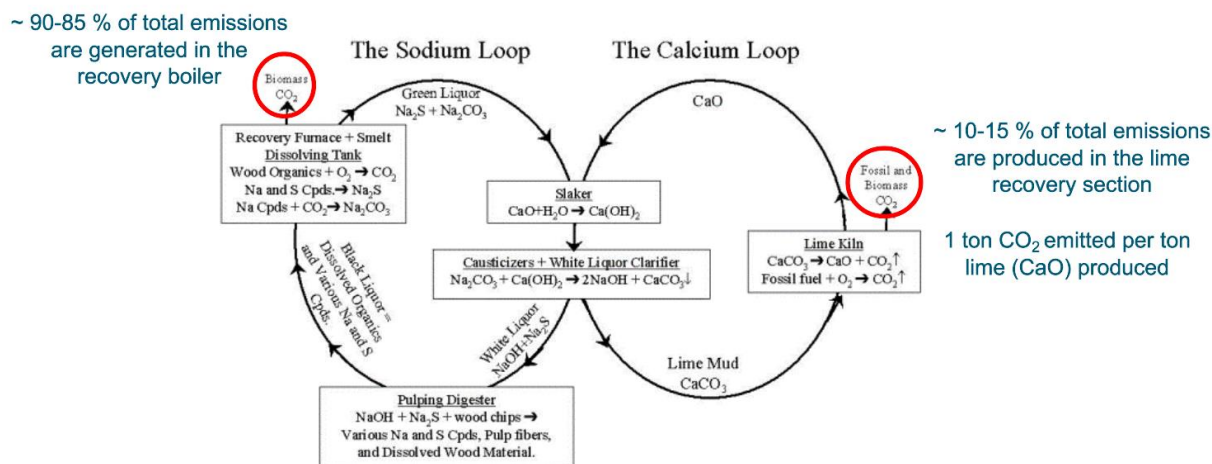 ~ 90-85 % of total emissions
are generated in the
recovery boiler
The Sodium Loop
The Calcium Loop
Biomass
CO₂
Green Liquor
Na₂S + Na₂CO₃
CaO
Recovery Furnace + Smelt
Dissolving Tank
Wood Organics + O₂ ➔ CO₂
Na and S Cpds.➔ Na₂S
Na Cpds + CO₂➔ Na₂CO₃
~ 10-15 % of total emissions
are produced in the lime
recovery section
1 ton CO₂ emitted per ton
lime (CaO) produced
Fossil and
Biomass
CO₂
Slaker
CaO+H₂O ➔ Ca(OH)₂
Lime Kiln
CaCO₃ ➔ CaO + CO₂↑
Fossil fuel + O₂ ➔ CO₂↑
Causticizers + White Liquor Clarifier
Na₂CO₃ + Ca(OH)₂ ➔ 2NaOH + CaCO₃↓
Black Liquor =
Dissolved Organics
and Various Na and S
Cpds.
White Liquor
NaOH+Na₂S
Lime Mud
CaCO₃
Pulping Digester
NaOH + Na₂S + wood chips ➔
Various Na and S Cpds, Pulp fibers,
and Dissolved Wood Material.